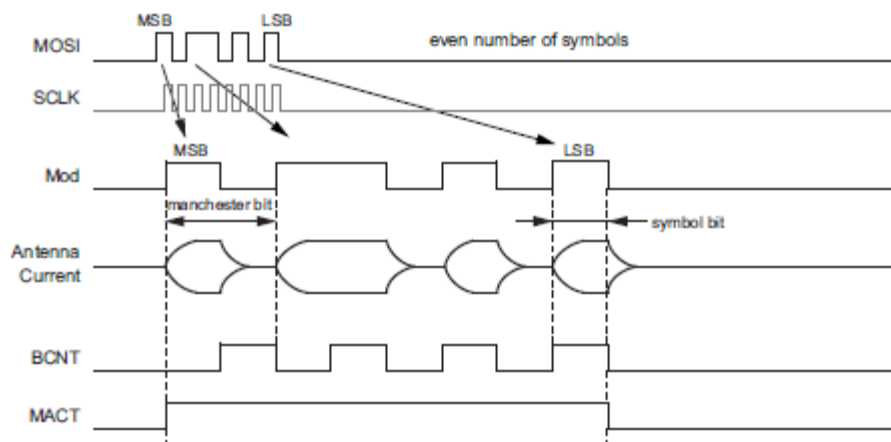 MSB
LSB
MOSI
even number of symbols
SCLK
MSB
LSB
Mod
manchester bit
symbol bit
Antenna
Current
BCNT
MACT